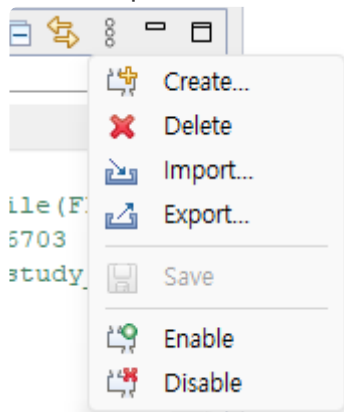 Create...
Delete
ile(F
Import...
Export...
6703
study_
Save
Enable
Disable